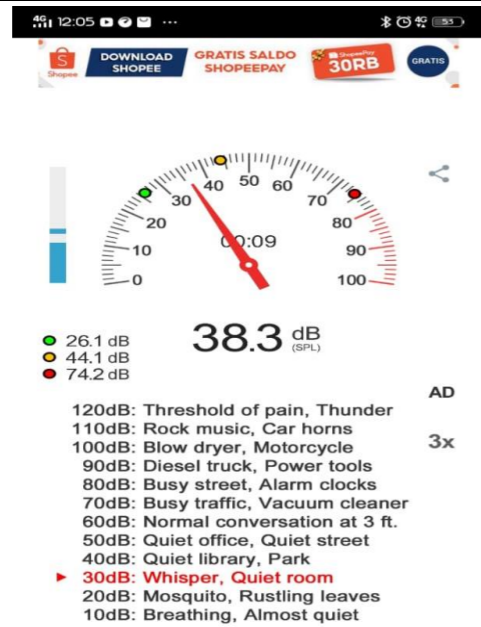 4G 12:05 ...
4G 53
Shopee
DOWNLOAD
SHOPEE
GRATIS SALDO
SHOPEEPAY
ShopeePay
30RB
GRATIS
0
10
20
30
40
50
60
70
80
90
100
00:09
26.1 dB
44.1 dB
74.2 dB
38.3 dB
(SPL)
AD
3x
120dB: Threshold of pain, Thunder
110dB: Rock music, Car horns
100dB: Blow dryer, Motorcycle
90dB: Diesel truck, Power tools
80dB: Busy street, Alarm clocks
70dB: Busy traffic, Vacuum cleaner
60dB: Normal conversation at 3 ft.
50dB: Quiet office, Quiet street
40dB: Quiet library, Park
30dB: Whisper, Quiet room
20dB: Mosquito, Rustling leaves
10dB: Breathing, Almost quiet